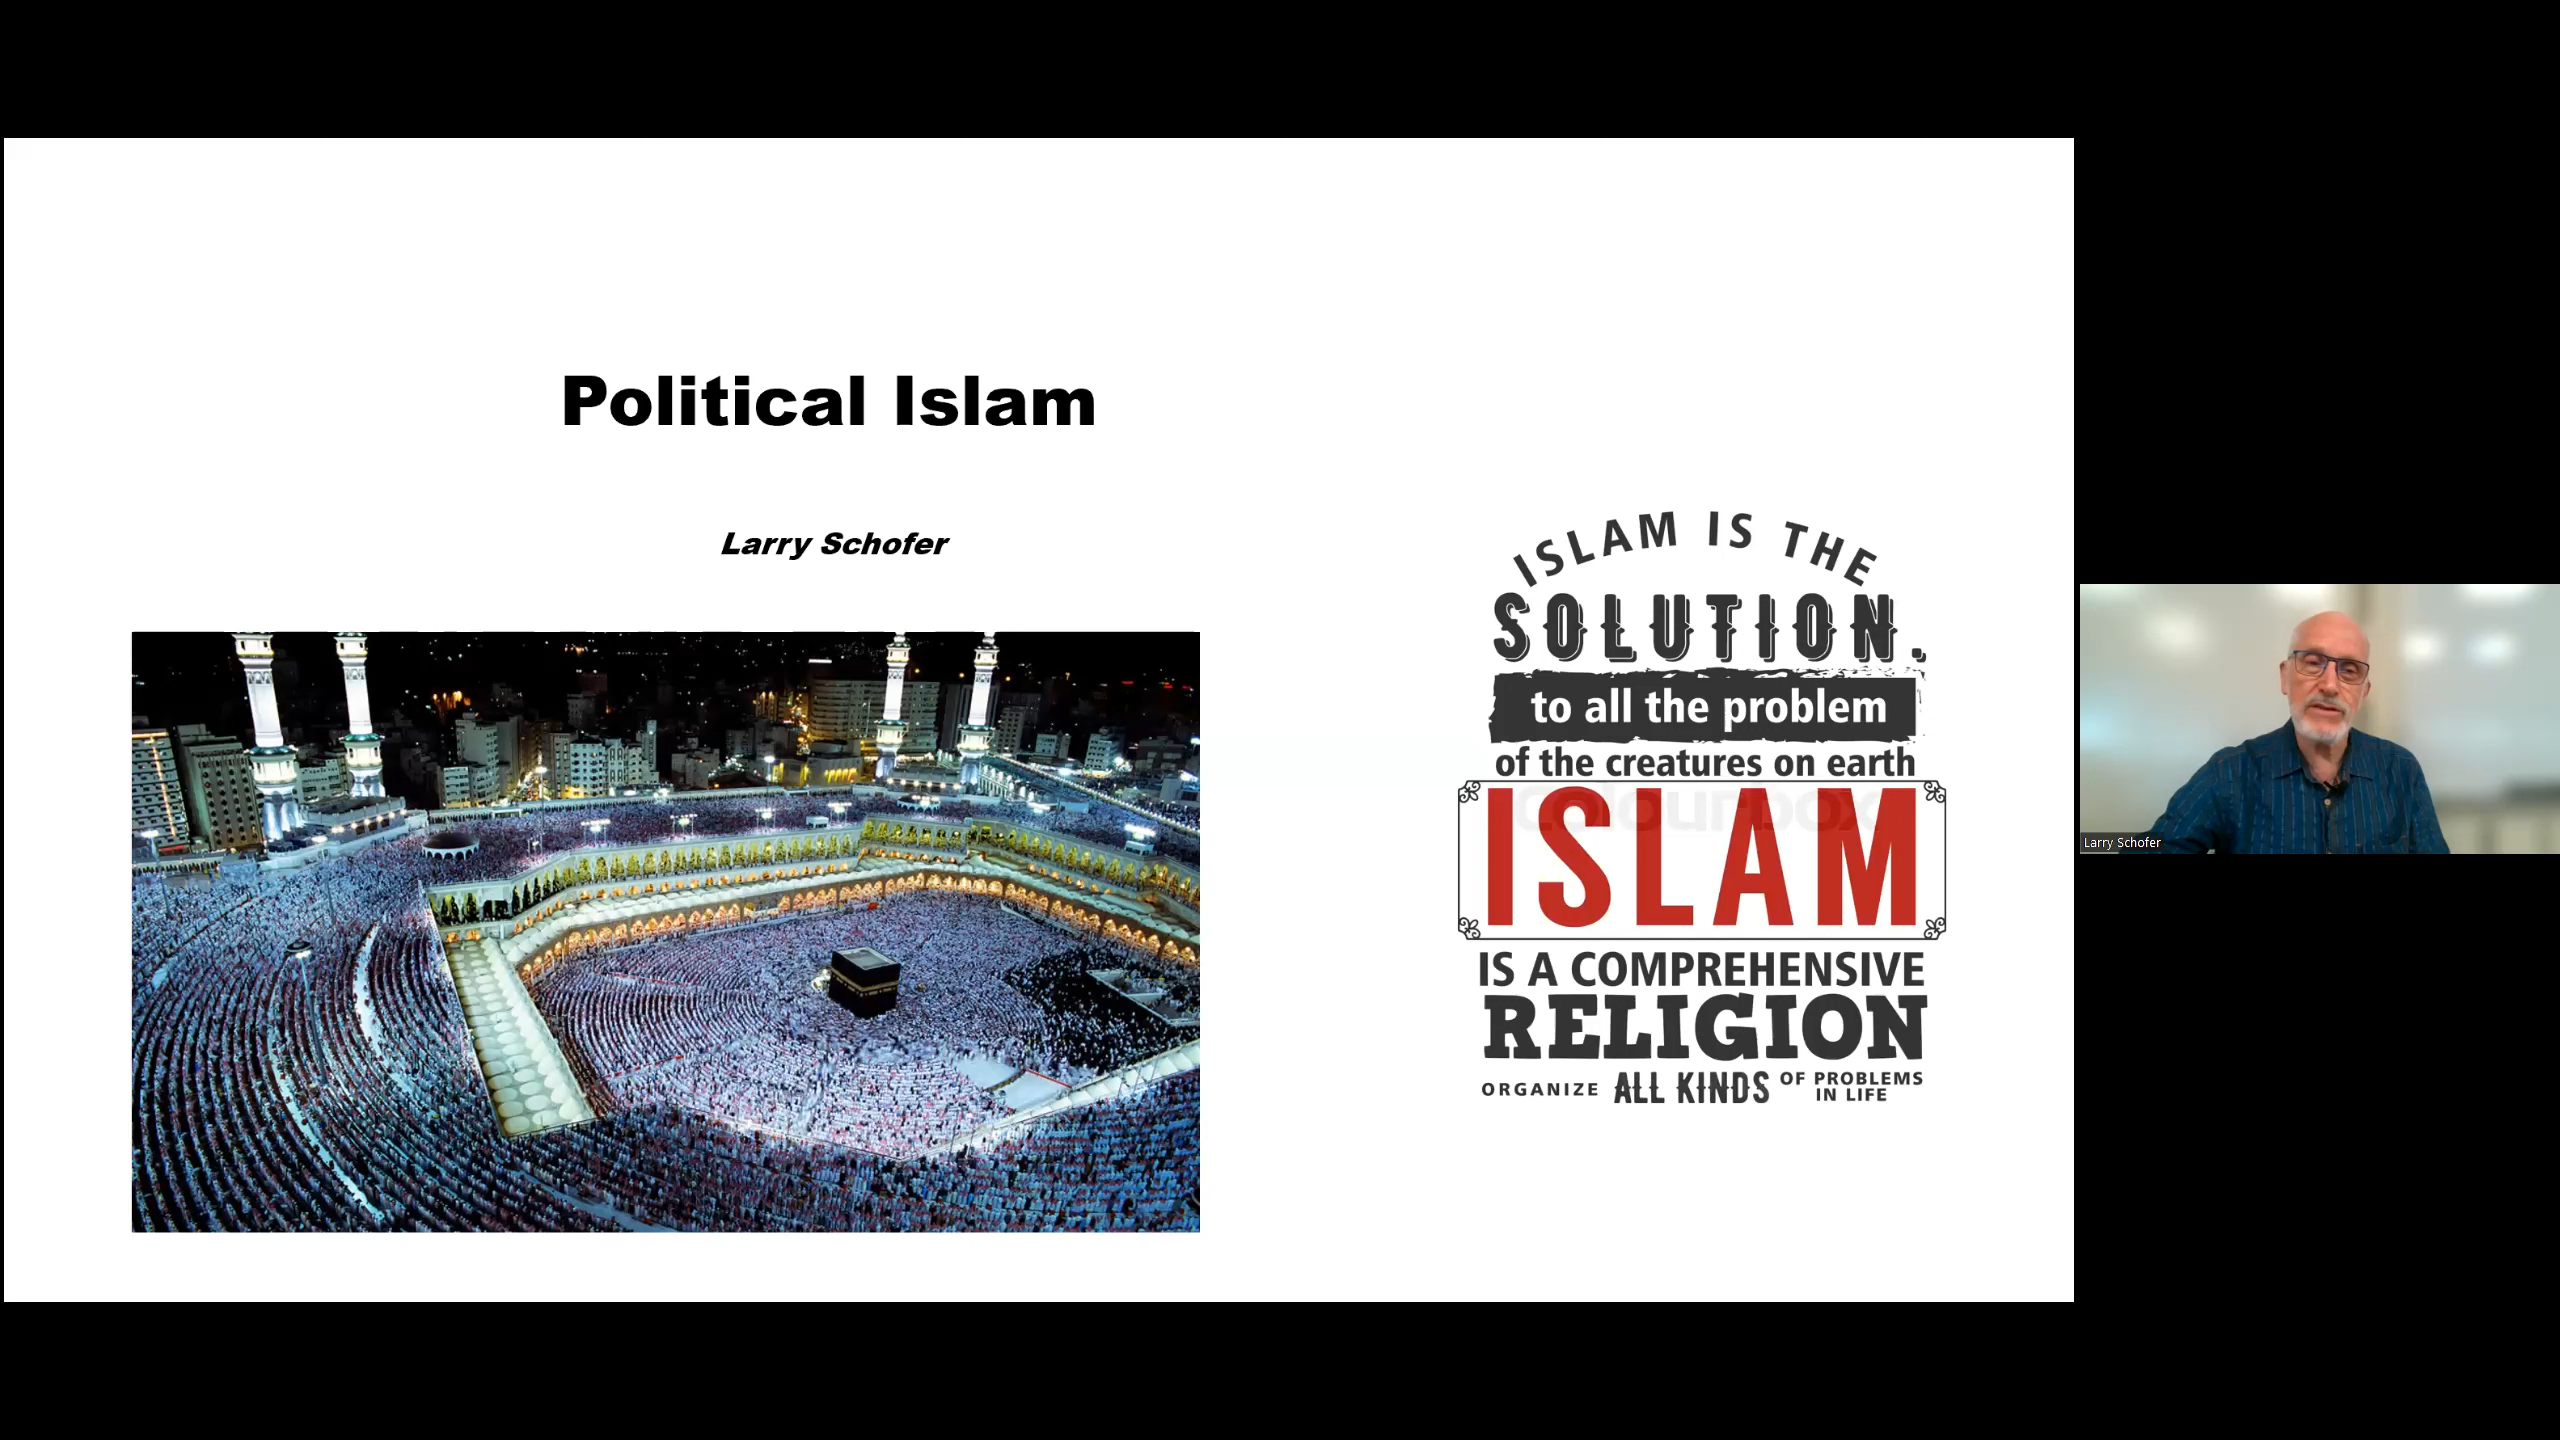 Political Islam
Larry Schofer
ISLAM IS THE
SOLUTION.
to all the problem
of the creatures on earth
colourbox
ISLAM
IS A COMPREHENSIVE
RELIGION
ORGANIZE ALL KINDS OF PROBLEMS
IN LIFE
Larry Schofer